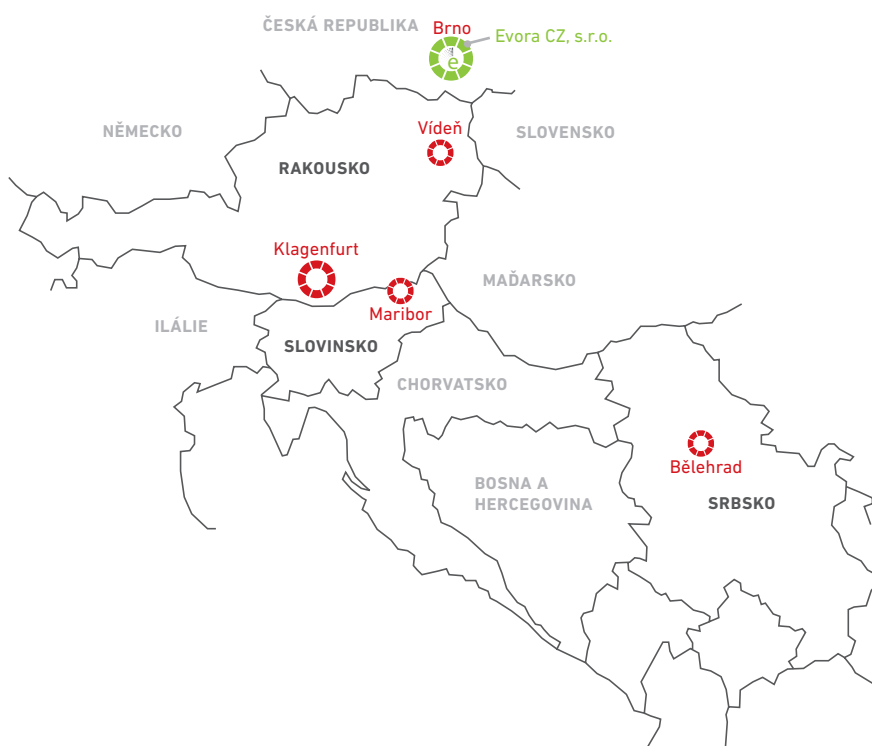 ČESKÁ REPUBLIKA
Brno
Evora CZ, s.r.o.
e
NĚMECKO
Vídeň
SLOVENSKO
RAKOUSKO
Klagenfurt
MAĎARSKO
Maribor
ILÁLIE
SLOVINSKO
CHORVATSKO
Bělehrad
BOSNA A
HERCEGOVINA
SRBSKO